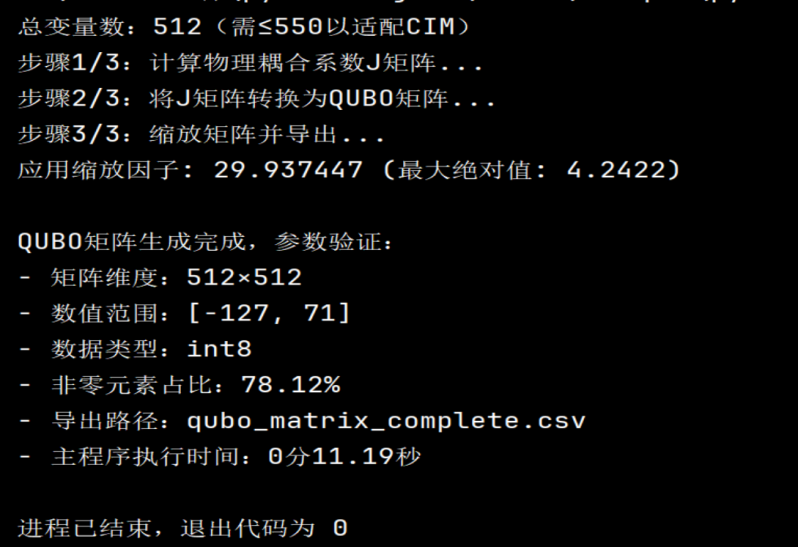 总变量数：512（需≤550以适配CIM）
步骤1/3：计算物理耦合系数J矩阵...
步骤2/3：将J矩阵转换为QUBO矩阵...
步骤3/3：缩放矩阵并导出...
应用缩放因子: 29.937447 (最大绝对值: 4.2422)
QUBO矩阵生成完成，参数验证：
- 矩阵维度：512×512
- 数值范围：[-127, 71]
- 数据类型：int8
- 非零元素占比：78.12%
- 导出路径：qubo_matrix_complete.csv
- 主程序执行时间：0分11.19秒
进程已结束，退出代码为 0